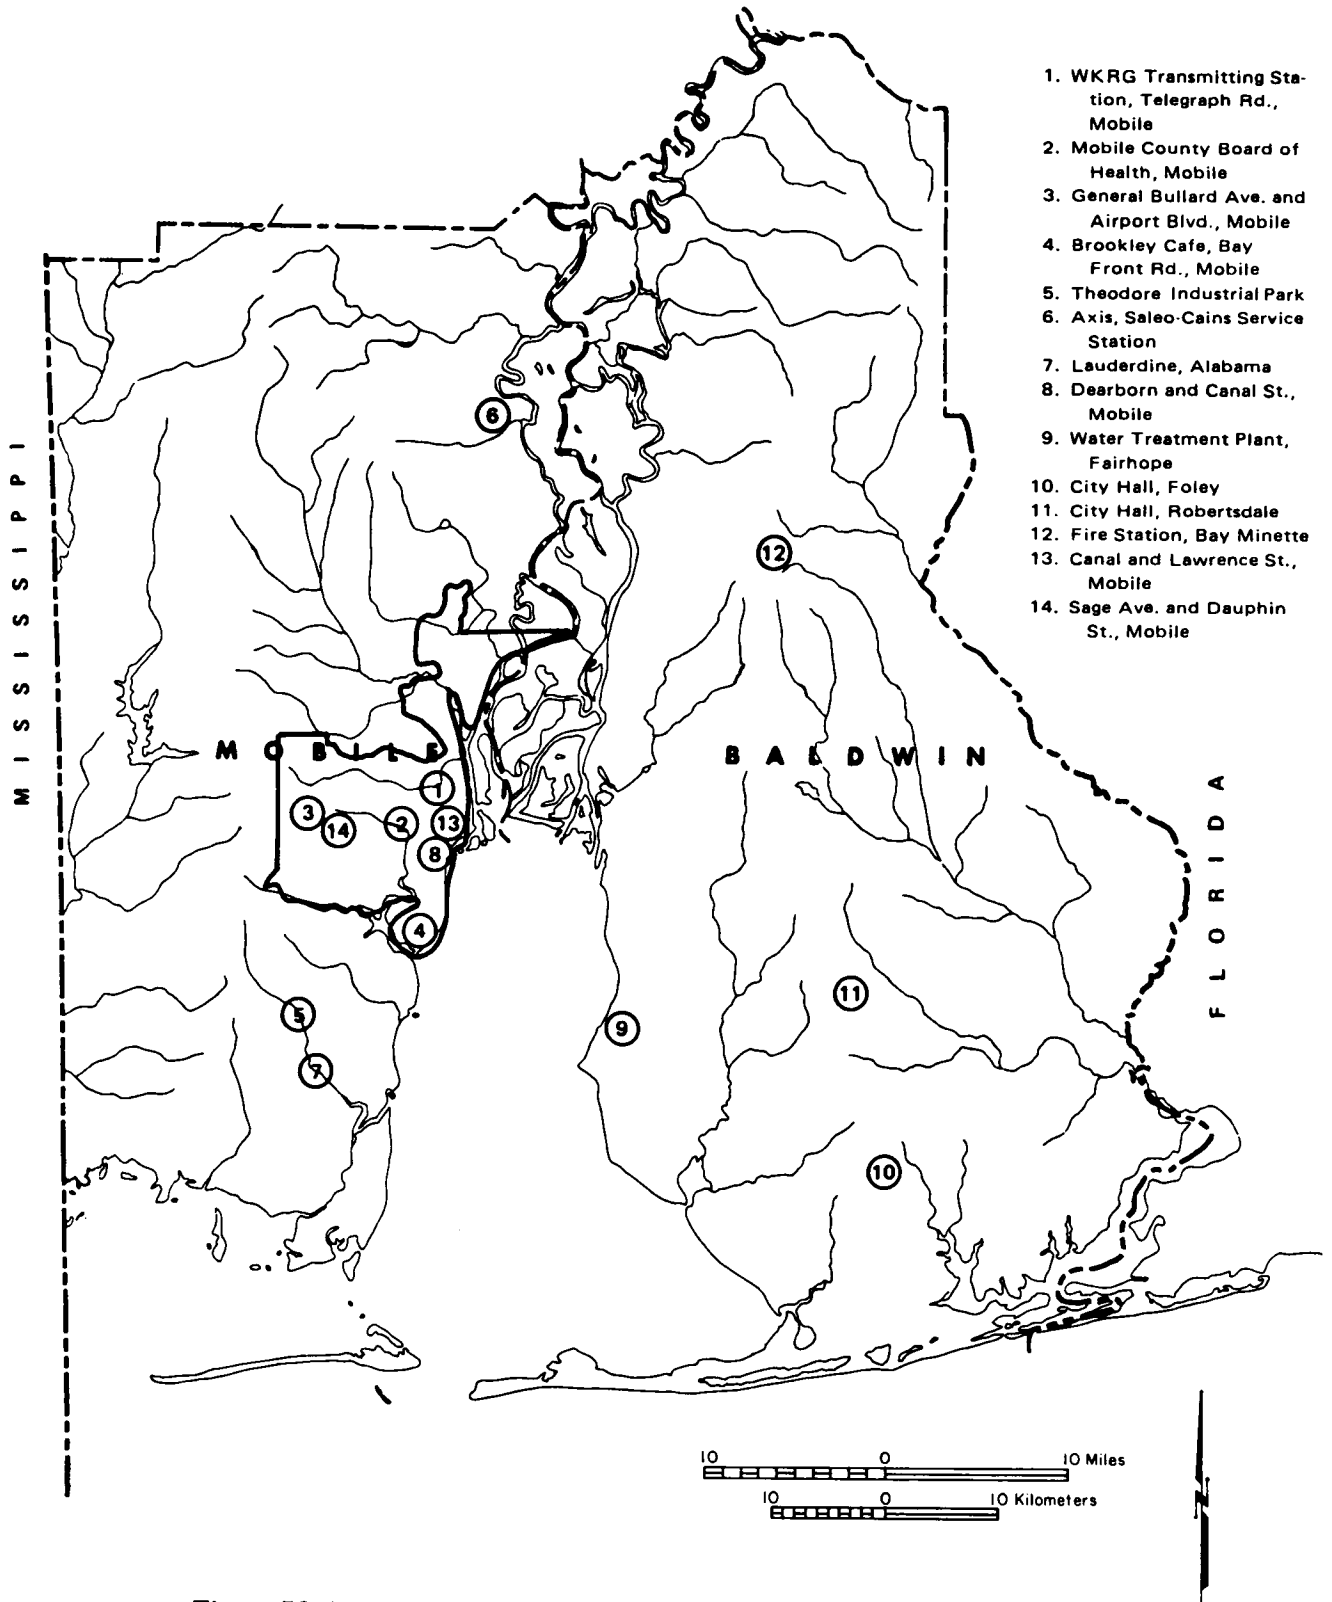 1. WKRG Transmitting Sta-
tion, Telegraph Rd.,
Mobile
2. Mobile County Board of
Health, Mobile
3. General Bullard Ave. and
Airport Blvd., Mobile
4. Brookley Cafe, Bay
Front Rd., Mobile
5. Theodore Industrial Park
6. Axis, Saleo-Cains Service
Station
7. Lauderdine, Alabama
8. Dearborn and Canal St.,
Mobile
9. Water Treatment Plant,
Fairhope
10. City Hall, Foley
11. City Hall, Robertsdale
12. Fire Station, Bay Minette
13. Canal and Lawrence St.,
Mobile
14. Sage Ave. and Dauphin
St., Mobile
MISSISSIPPI
6
12
MOBILE
BALDWIN
FLORIDA
1
3
14
2
13
8
4
5
7
9
11
10
10 0 10 Miles
10 0 10 Kilometers
N